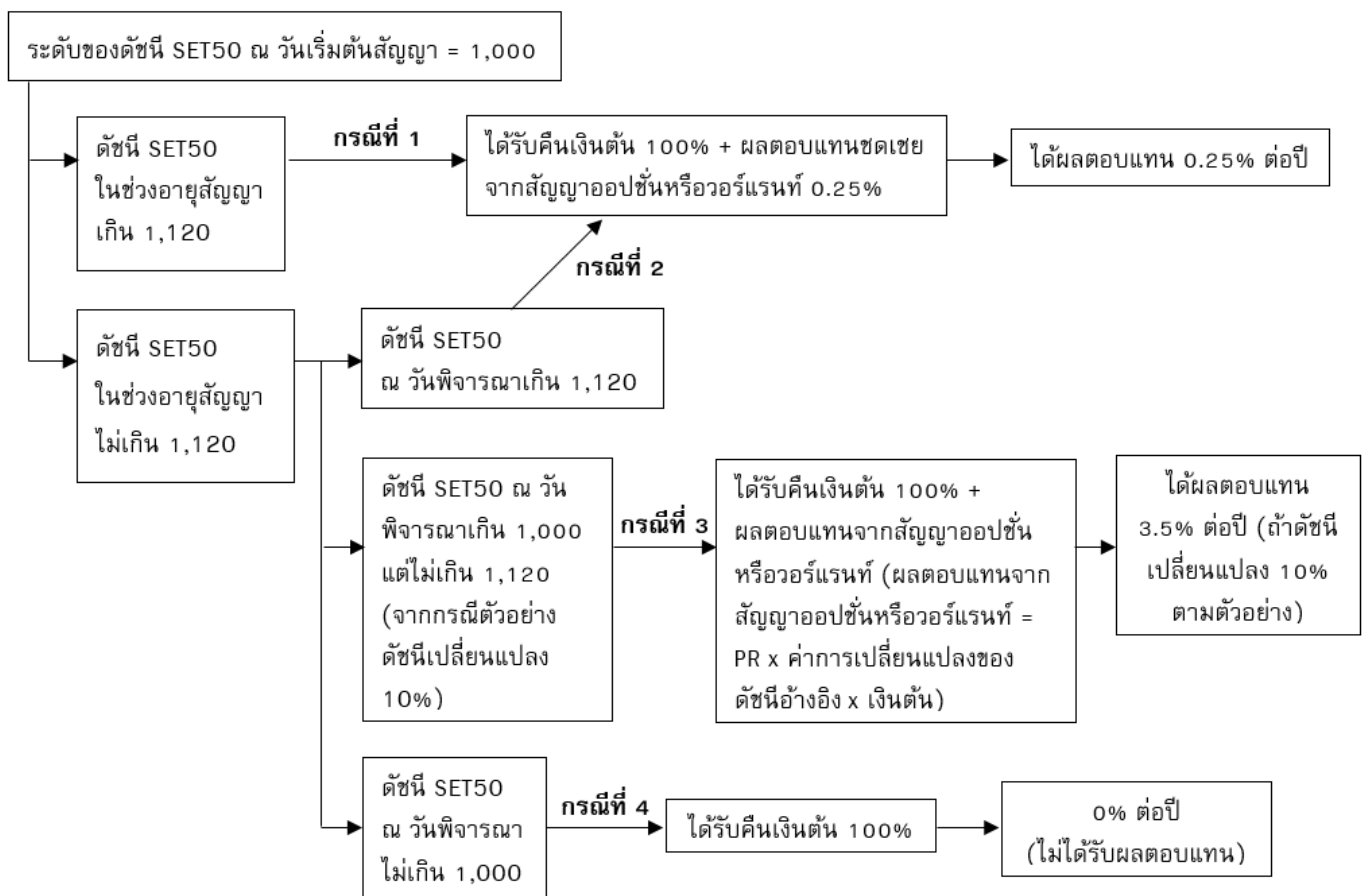 ระดับของดัชนี SET50 ณ วันเริ่มต้นสัญญา = 1,000
ดัชนี SET50
ในช่วงอายุสัญญา
เกิน 1,120
กรณีที่ 1
ได้รับคืนเงินต้น 100% + ผลตอบแทนชดเชย
จากสัญญาออปชั่นหรือวอร์แรนท์ 0.25%
ได้ผลตอบแทน 0.25% ต่อปี
กรณีที่ 2
ดัชนี SET50
ในช่วงอายุสัญญา
ไม่เกิน 1,120
ดัชนี SET50
ณ วันพิจารณาเกิน 1,120
ดัชนี SET50 ณ วัน
พิจารณาเกิน 1,000
แต่ไม่เกิน 1,120
(จากกรณีตัวอย่าง
ดัชนีเปลี่ยนแปลง
10%)
กรณีที่ 3
ได้รับคืนเงินต้น 100% +
ผลตอบแทนจากสัญญาออปชั่น
หรือวอร์แรนท์ (ผลตอบแทนจาก
สัญญาออปชั่นหรือวอร์แรนท์ =
PR x ค่าการเปลี่ยนแปลงของ
ดัชนีอ้างอิง x เงินต้น)
ได้ผลตอบแทน
3.5% ต่อปี (ถ้าดัชนี
เปลี่ยนแปลง 10%
ตามตัวอย่าง)
ดัชนี SET50
ณ วันพิจารณา
ไม่เกิน 1,000
กรณีที่ 4
ได้รับคืนเงินต้น 100%
0% ต่อปี
(ไม่ได้รับผลตอบแทน)